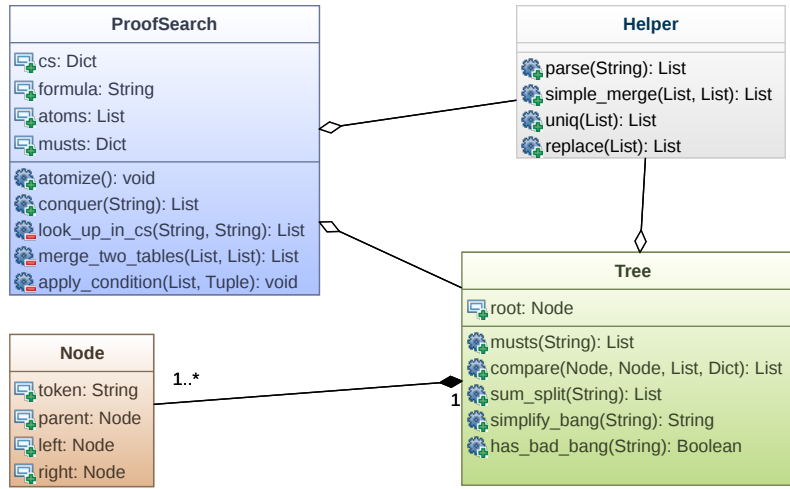 ProofSearch
cs: Dict
formula: String
atoms: List
musts: Dict
atomize(): void
conquer(String): List
look_up_in_cs(String, String): List
merge_two_tables(List, List): List
apply_condition(List, Tuple): void
Helper
parse(String): List
simple_merge(List, List): List
uniq(List): List
replace(List): List
Tree
root: Node
musts(String): List
compare(Node, Node, List, Dict): List
sum_split(String): List
simplify_bang(String): String
has_bad_bang(String): Boolean
Node
token: String
parent: Node
left: Node
right: Node
1..*
1